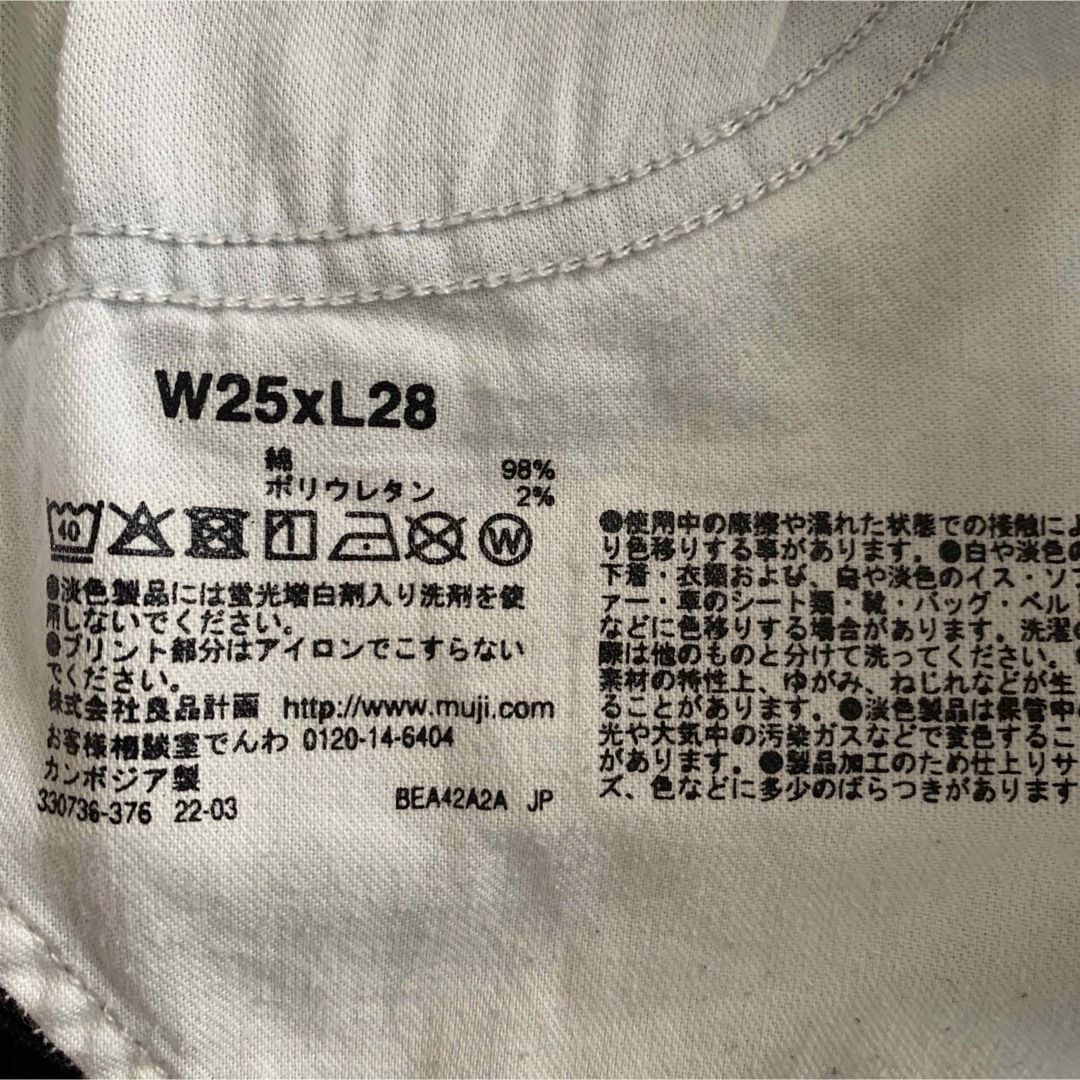 W25xL28
綿 98%
ポリウレタン 2%
40
W
●淡色製品には蛍光増白剤入り洗剤を使
用しないでください。
●プリント部分はアイロンでこすらない
でください。
株式会社良品計画 http://www.muji.com
お客様相談室でんわ 0120-14-6404
カンボジア製
330736-376 22-03 BEA42A2A JP
●使用中の摩擦や濡れた状態での接触によ
り色移りする事があります。●白や淡色の
下着・衣類および、白や淡色のイス・ソフ
ァー・車のシート類・靴・バッグ・ベル
などに色移りする場合があります。洗濯の
際は他のものと分けて洗ってください。
素材の特性上、ゆがみ、ねじれなどが生
ることがあります。●淡色製品は保管中の
光や大気中の汚染ガスなどで変色するこ
があります。●製品加工のため仕上りサ
ズ、色などに多少のばらつきがあります